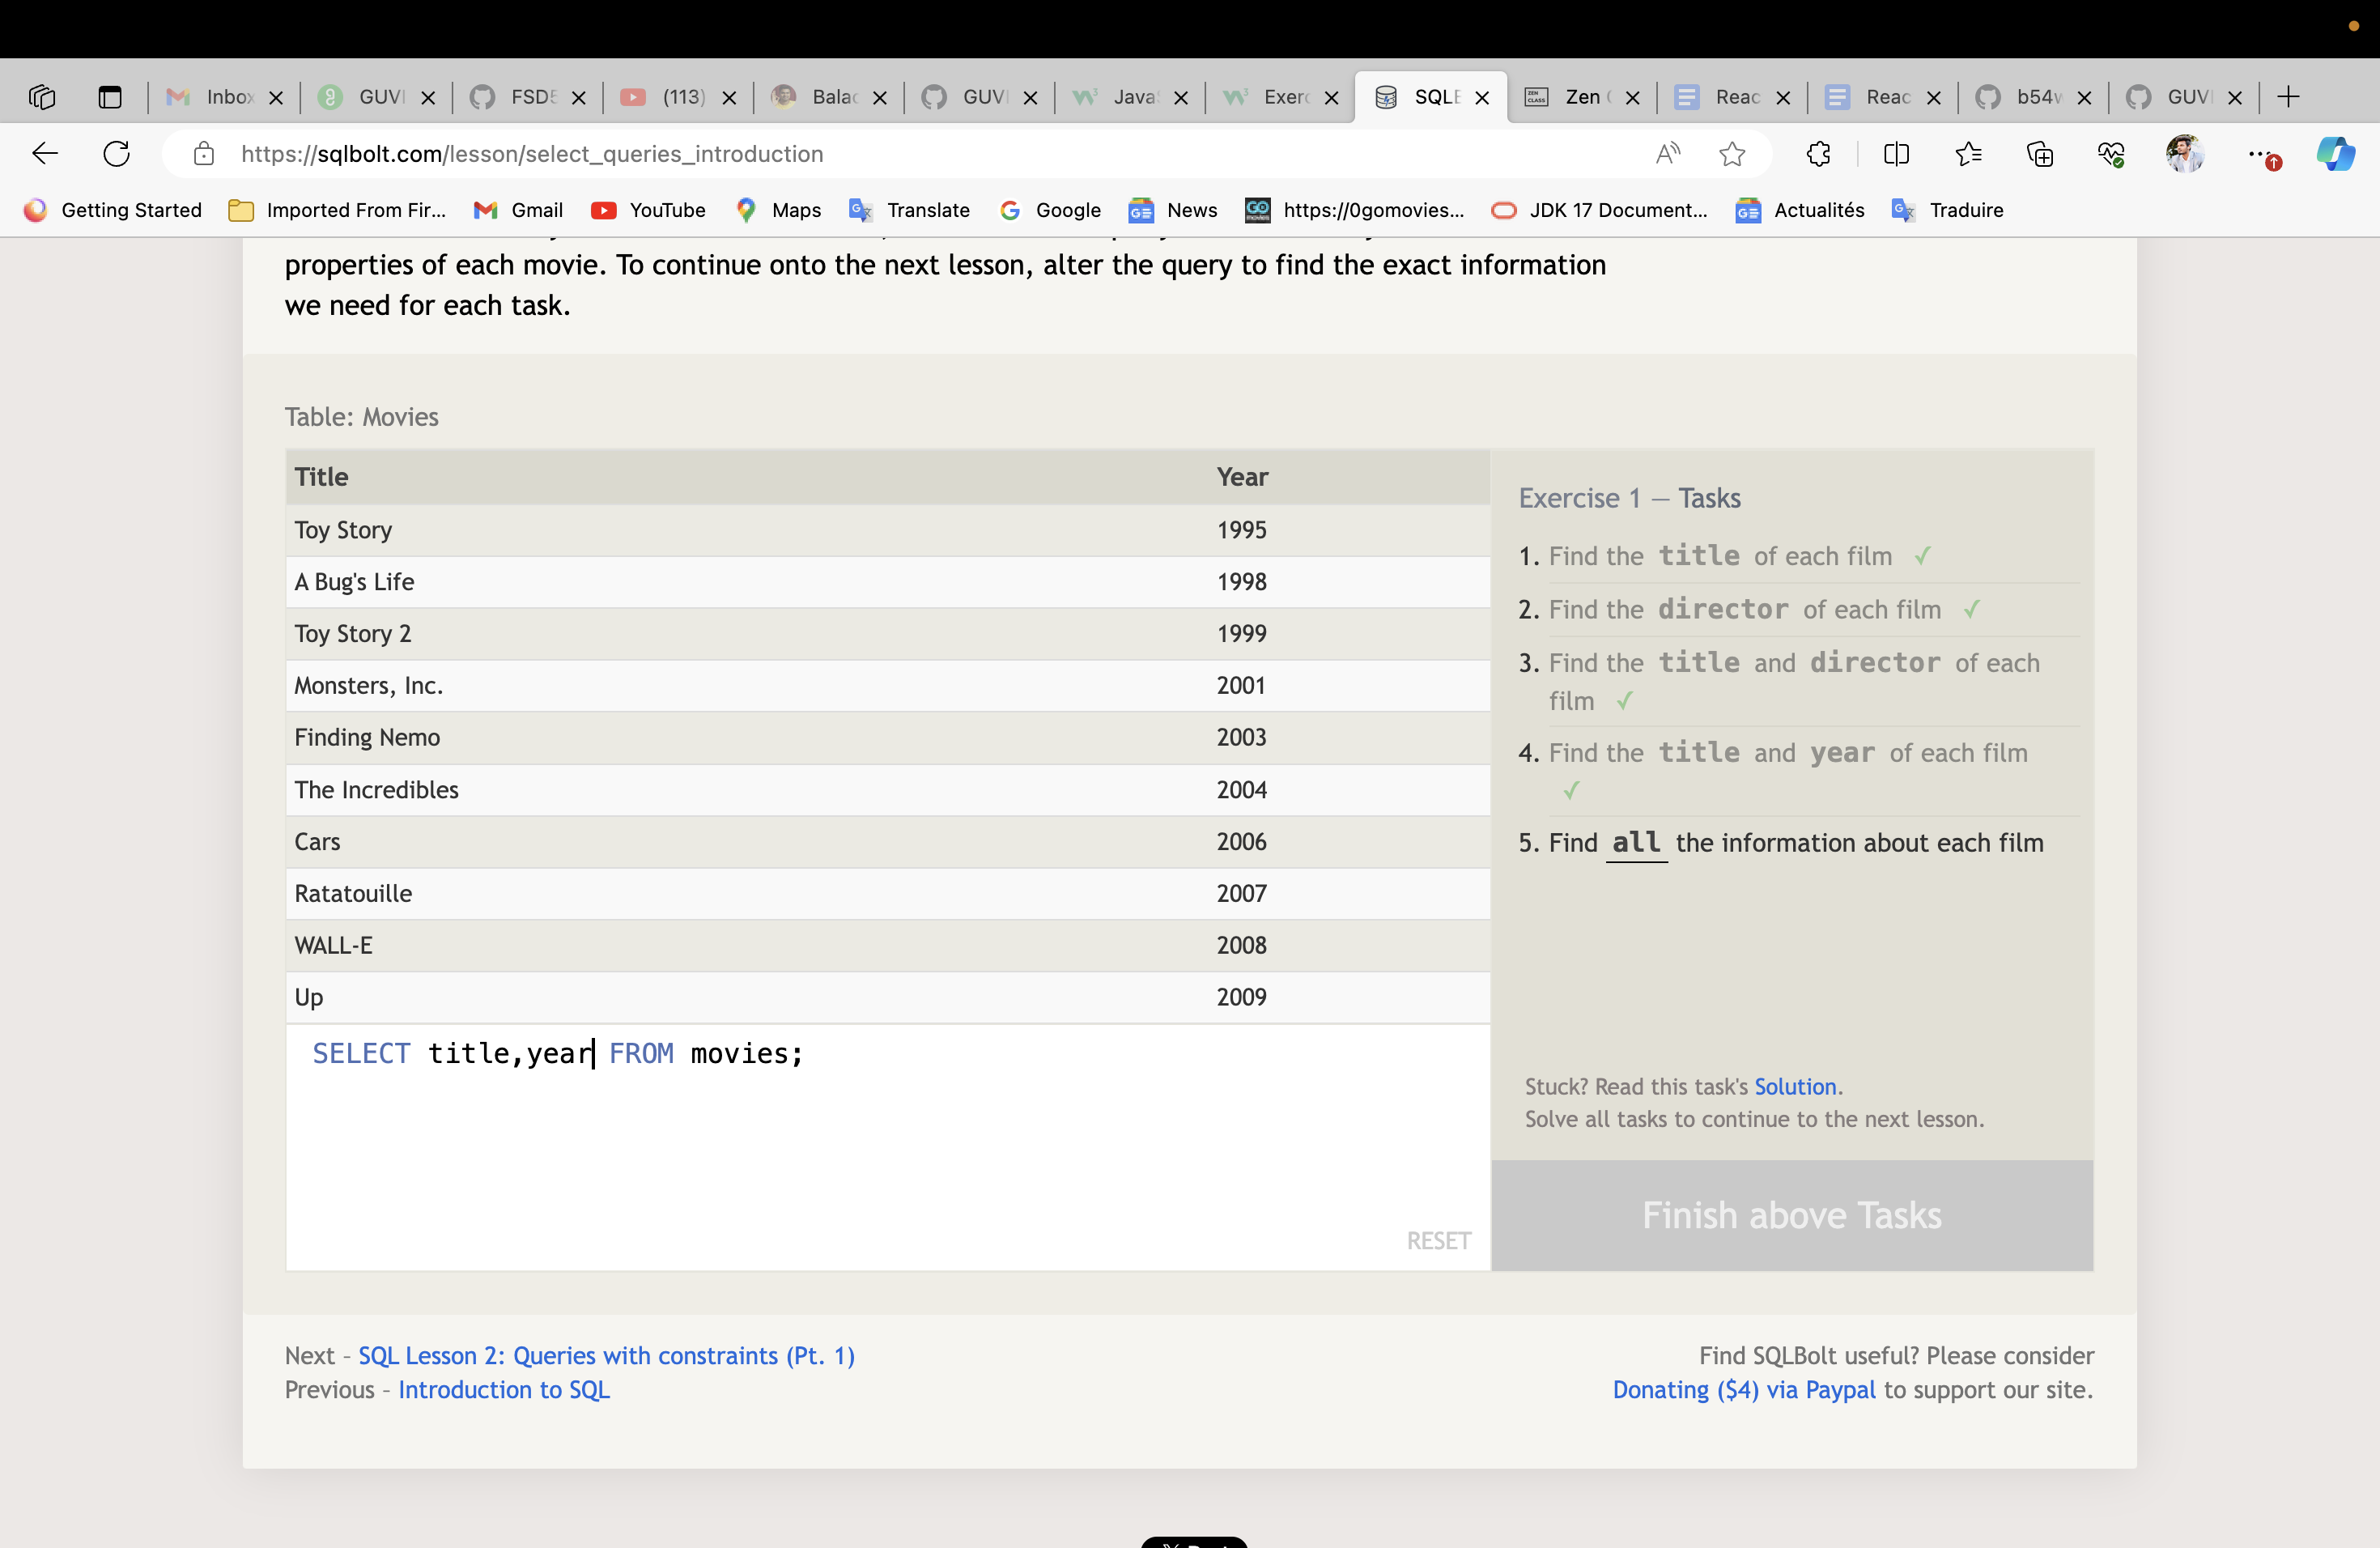 Inbox
GUVI
FSD5
(113)
Balac
GUVI
Java
Exerc
SQLB
Zen
Reac
Reac
b54w
GUVI
https://sqlbolt.com/lesson/select_queries_introduction
Getting Started
Imported From Fir...
Gmail
YouTube
Maps
Translate
Google
News
https://0gomovies...
JDK 17 Document...
Actualités
Traduire
properties of each movie. To continue onto the next lesson, alter the query to find the exact information
we need for each task.
Table: Movies
Title Year
Toy Story 1995
A Bug's Life 1998
Toy Story 2 1999
Monsters, Inc. 2001
Finding Nemo 2003
The Incredibles 2004
Cars 2006
Ratatouille 2007
WALL-E 2008
Up 2009
SELECT title,year FROM movies;
RESET
Exercise 1 — Tasks
1. Find the title of each film ✓
2. Find the director of each film ✓
3. Find the title and director of each
film ✓
4. Find the title and year of each film
✓
5. Find all the information about each film
Stuck? Read this task's Solution.
Solve all tasks to continue to the next lesson.
Finish above Tasks
Next – SQL Lesson 2: Queries with constraints (Pt. 1)
Previous – Introduction to SQL
Find SQLBolt useful? Please consider
Donating ($4) via Paypal to support our site.